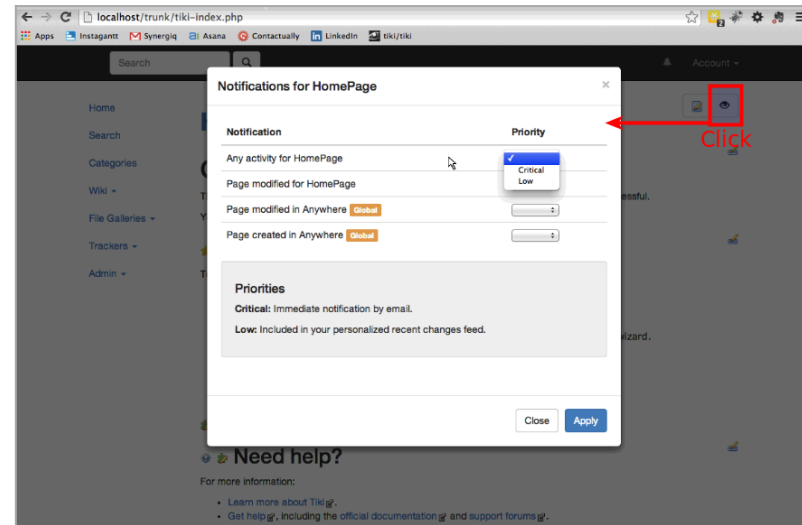 localhost/trunk/tiki-index.php
Apps Instagantt Synergiq Asana Contactually LinkedIn tiki/tiki
Search Account
Notifications for HomePage ×
Click
Home
Search
Categories
Wiki
File Galleries
Trackers
Admin
Notification Priority
Any activity for HomePage
Critical
Low
Page modified for HomePage
Page modified in Anywhere Global
Page created in Anywhere Global
essful.
Priorities
Critical: Immediate notification by email.
Low: Included in your personalized recent changes feed.
wizard.
Close Apply
Need help?
For more information:
• Learn more about Tiki.
• Get help, including the official documentation and support forums.